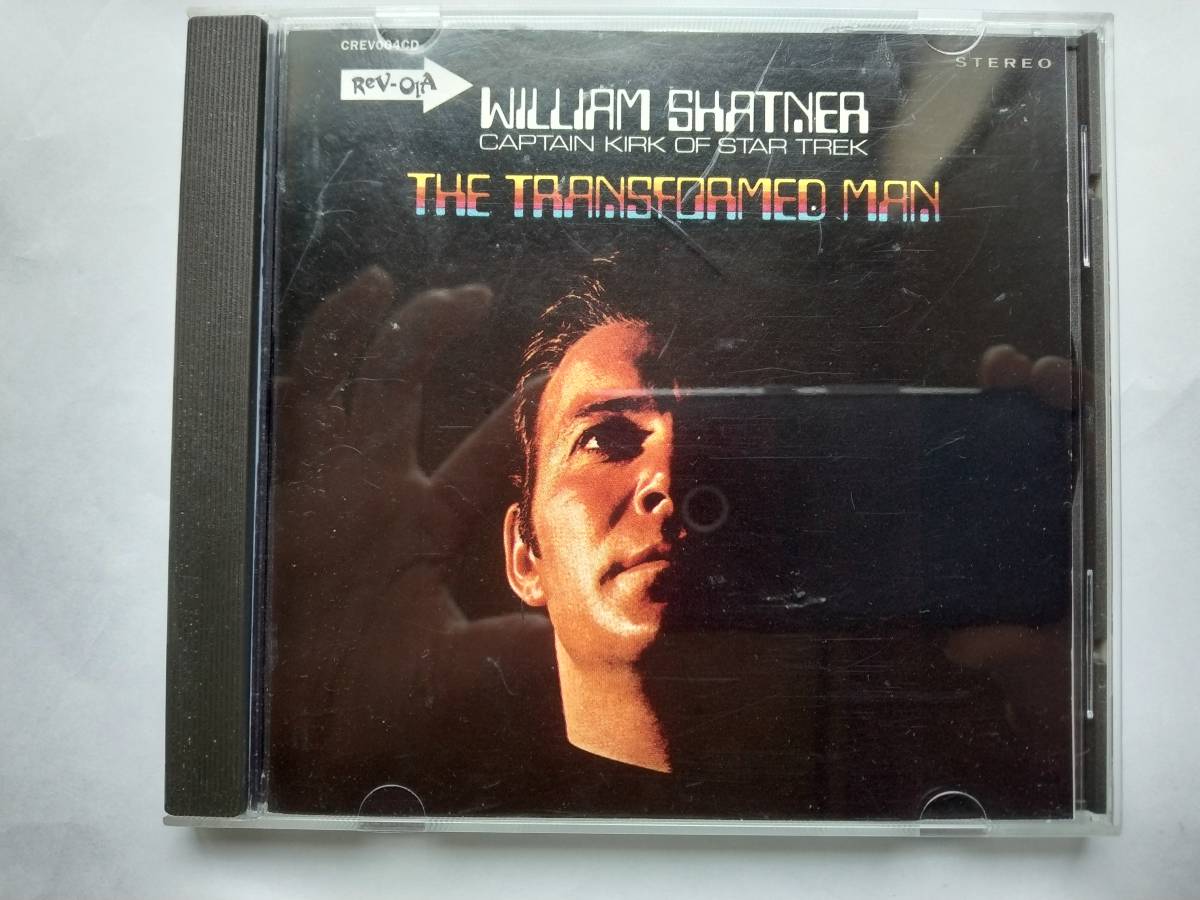 CREV004CD
ReV-OlA
STEREO
WILLIAM SHATNER
CAPTAIN KIRK OF STAR TREK
THE TRANSFORMED MAN